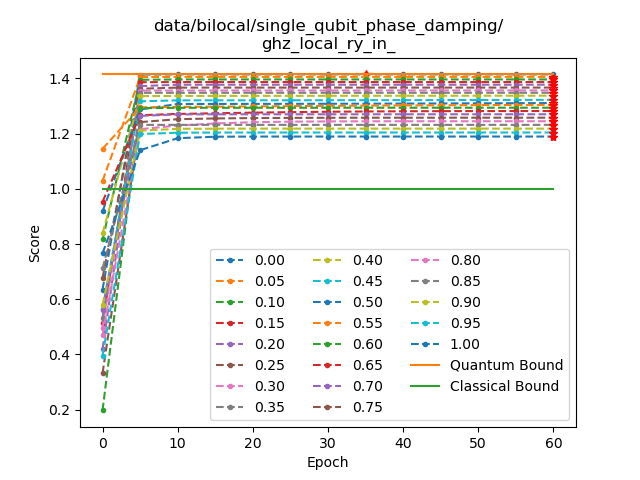 data/bilocal/single_qubit_phase_damping/
ghz_local_ry_in_
Score
1.4
1.2
1.0
0.8
0.6
0.4
0.2
0.00 0.40 0.80
0.05 0.45 0.85
0.10 0.50 0.90
0.15 0.55 0.95
0.20 0.60 1.00
0.25 0.65 Quantum Bound
0.30 0.70 Classical Bound
0.35 0.75
0 10 20 30 40 50 60
Epoch